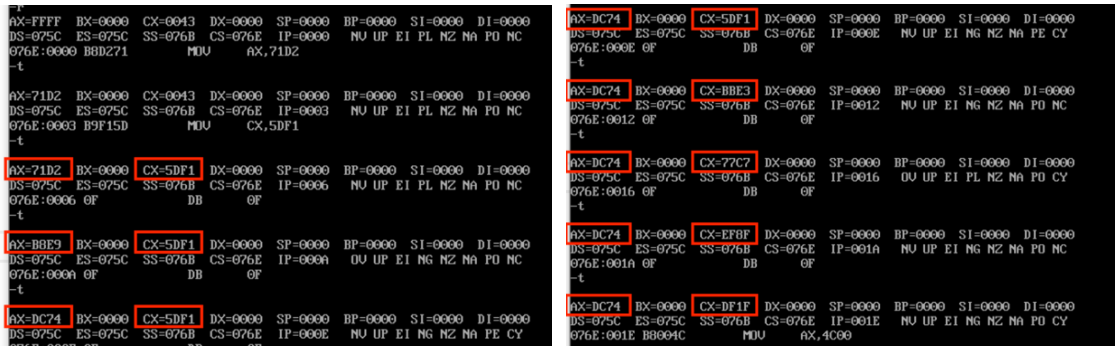 -r
AX=FFFF BX=0000 CX=0043 DX=0000 SP=0000 BP=0000 SI=0000 DI=0000
DS=075C ES=075C SS=076B CS=076E IP=0000 NV UP EI PL NZ NA PO NC
076E:0000 B8D271 MOV AX,71D2
-t
AX=71D2 BX=0000 CX=0043 DX=0000 SP=0000 BP=0000 SI=0000 DI=0000
DS=075C ES=075C SS=076B CS=076E IP=0003 NV UP EI PL NZ NA PO NC
076E:0003 B9F15D MOV CX,5DF1
-t
AX=71D2 BX=0000 CX=5DF1 DX=0000 SP=0000 BP=0000 SI=0000 DI=0000
DS=075C ES=075C SS=076B CS=076E IP=0006 NV UP EI PL NZ NA PO NC
076E:0006 0F DB 0F
-t
AX=B8E9 BX=0000 CX=5DF1 DX=0000 SP=0000 BP=0000 SI=0000 DI=0000
DS=075C ES=075C SS=076B CS=076E IP=000A OV UP EI NG NZ NA PO NC
076E:000A 0F DB 0F
-t
AX=DC74 BX=0000 CX=5DF1 DX=0000 SP=0000 BP=0000 SI=0000 DI=0000
DS=075C ES=075C SS=076B CS=076E IP=000E NV UP EI NG NZ NA PE CY
076E:000E 0F DB 0F
AX=DC74 BX=0000 CX=5DF1 DX=0000 SP=0000 BP=0000 SI=0000 DI=0000
DS=075C ES=075C SS=076B CS=076E IP=000E NV UP EI NG NZ NA PE CY
076E:000E 0F DB 0F
-t
AX=DC74 BX=0000 CX=BBE3 DX=0000 SP=0000 BP=0000 SI=0000 DI=0000
DS=075C ES=075C SS=076B CS=076E IP=0012 NV UP EI NG NZ NA PO NC
076E:0012 0F DB 0F
-t
AX=DC74 BX=0000 CX=77C7 DX=0000 SP=0000 BP=0000 SI=0000 DI=0000
DS=075C ES=075C SS=076B CS=076E IP=0016 OV UP EI PL NZ NA PO CY
076E:0016 0F DB 0F
-t
AX=DC74 BX=0000 CX=EF8F DX=0000 SP=0000 BP=0000 SI=0000 DI=0000
DS=075C ES=075C SS=076B CS=076E IP=001A NV UP EI NG NZ NA PO NC
076E:001A 0F DB 0F
-t
AX=DC74 BX=0000 CX=DF1F DX=0000 SP=0000 BP=0000 SI=0000 DI=0000
DS=075C ES=075C SS=076B CS=076E IP=001E NV UP EI NG NZ NA PO CY
076E:001E B8004C MOV AX,4C00